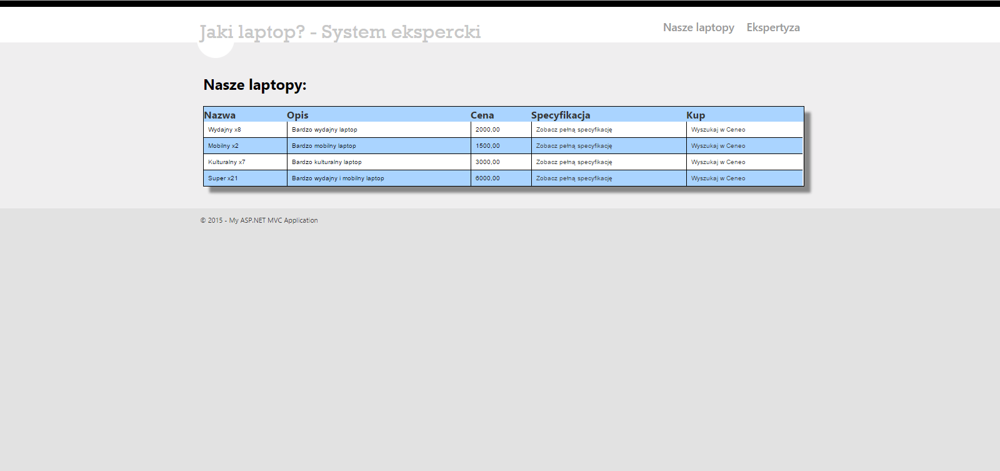 Jaki laptop? - System ekspercki
Nasze laptopy Ekspertyza
Nasze laptopy:
Nazwa Opis Cena Specyfikacja Kup
Wydajny x8 Bardzo wydajny laptop 2000,00 Zobacz pełną specyfikację Wyszukaj w Ceneo
Mobilny x2 Bardzo mobilny laptop 1500,00 Zobacz pełną specyfikację Wyszukaj w Ceneo
Kulturalny x7 Bardzo kulturalny laptop 3000,00 Zobacz pełną specyfikację Wyszukaj w Ceneo
Super x21 Bardzo wydajny i mobilny laptop 6000,00 Zobacz pełną specyfikację Wyszukaj w Ceneo
© 2015 - My ASP.NET MVC Application